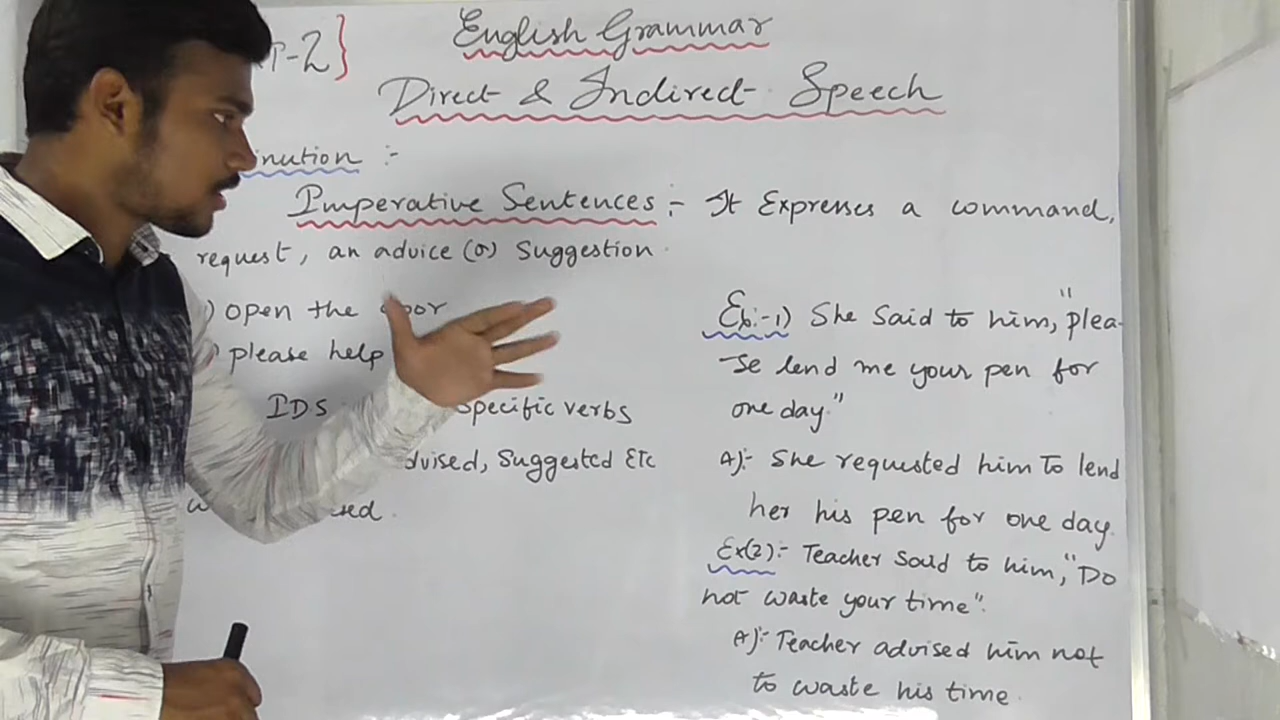 T-2}
English Grammar
Direct & Indirect Speech
inution :-
Imperative Sentences :- It Expresses a command,
request, an advice (or) Suggestion.
) open the door
) please help
IDS specific verbs
dvised, Suggested Etc
sed.
Ex:-1) She Said to him, "plea-
-se lend me your pen for
one day."
A):- She requested him to lend
her his pen for one day.
Ex(2):- Teacher said to him, "Do
not waste your time".
A):- Teacher advised him not
to waste his time.